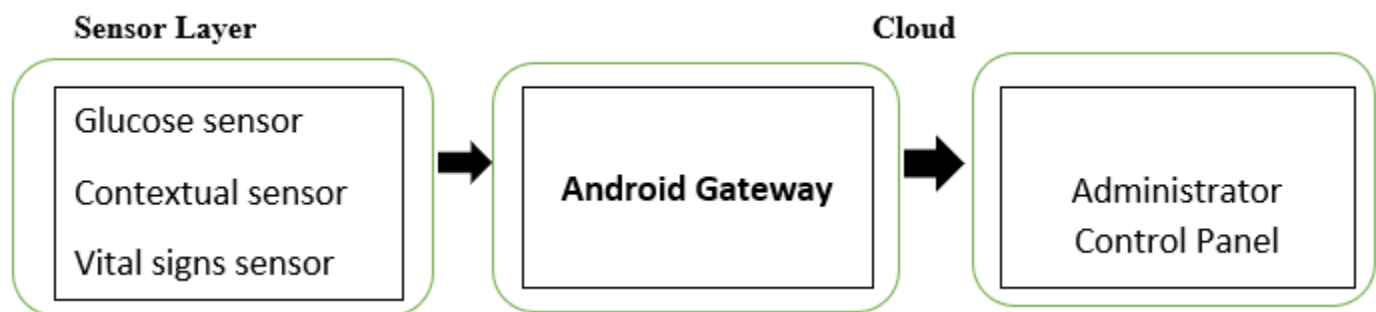 Sensor Layer
Cloud
Glucose sensor
Contextual sensor
Vital signs sensor
Android Gateway
Administrator
Control Panel